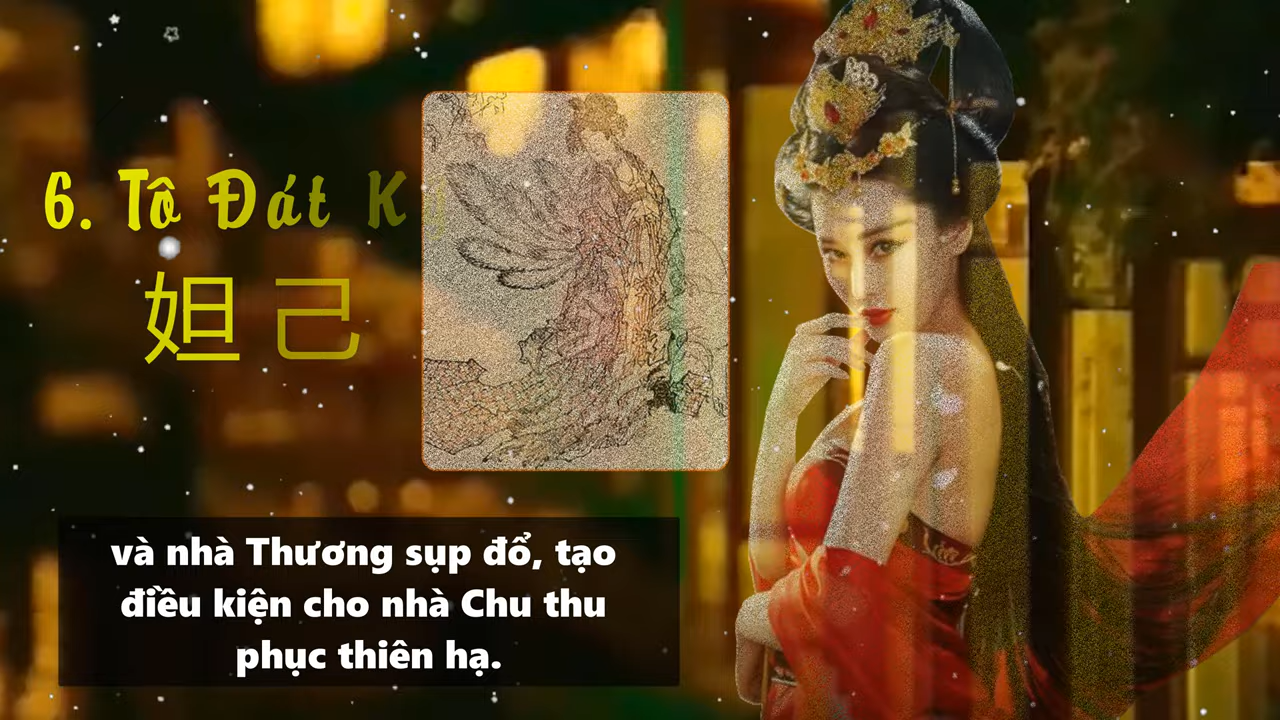 6. Tô Đát K
妲己
và nhà Thương sụp đổ, tạo
điều kiện cho nhà Chu thu
phục thiên hạ.